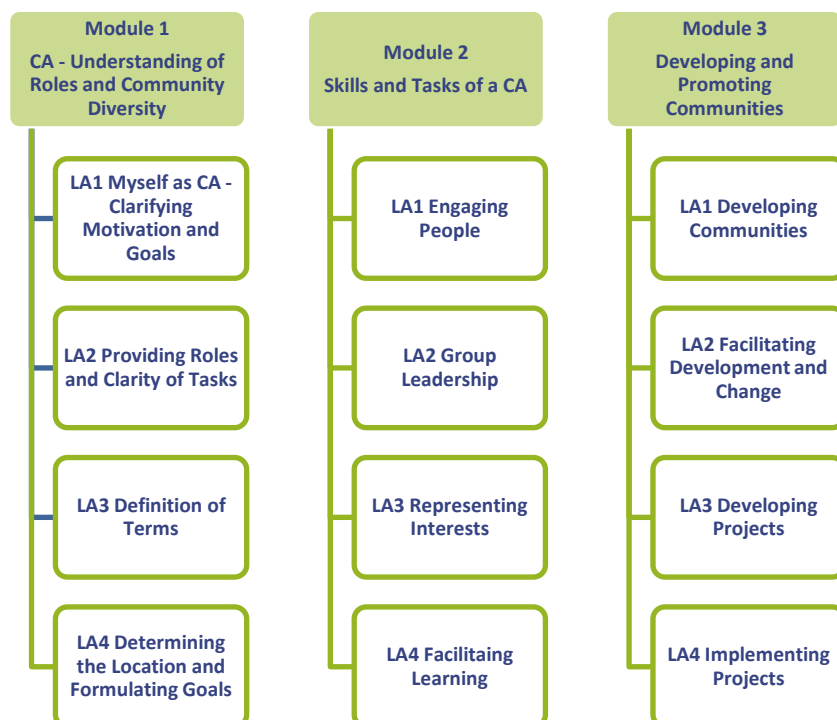 Module 1
CA - Understanding of
Roles and Community
Diversity
LA1 Myself as CA -
Clarifying
Motivation and
Goals
LA2 Providing Roles
and Clarity of Tasks
LA3 Definition of
Terms
LA4 Determining
the Location and
Formulating Goals
Module 2
Skills and Tasks of a CA
LA1 Engaging
People
LA2 Group
Leadership
LA3 Representing
Interests
LA4 Facilitaing
Learning
Module 3
Developing and
Promoting
Communities
LA1 Developing
Communities
LA2 Facilitating
Development and
Change
LA3 Developing
Projects
LA4 Implementing
Projects